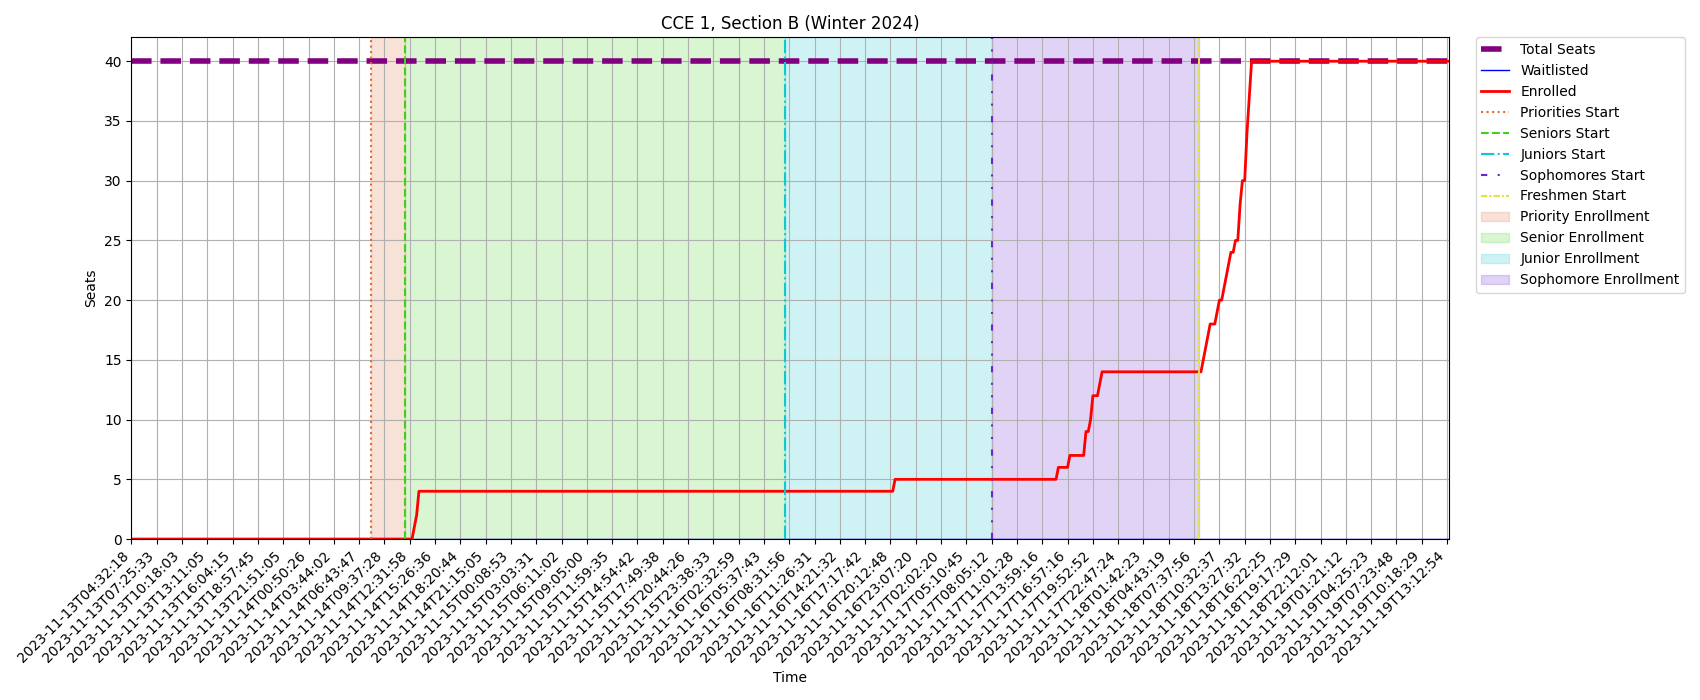 CCE 1, Section B (Winter 2024)
Total Seats
Waitlisted
Enrolled
Priorities Start
Seniors Start
Juniors Start
Sophomores Start
Freshmen Start
Priority Enrollment
Senior Enrollment
Junior Enrollment
Sophomore Enrollment
Seats
40
35
30
25
20
15
10
5
0
2023-11-13T04:32:18
2023-11-13T07:25:33
2023-11-13T10:18:03
2023-11-13T13:11:05
2023-11-13T16:04:15
2023-11-13T18:57:45
2023-11-13T21:51:05
2023-11-14T00:50:26
2023-11-14T03:44:02
2023-11-14T06:43:47
2023-11-14T09:37:28
2023-11-14T12:31:58
2023-11-14T15:26:36
2023-11-14T18:20:44
2023-11-14T21:15:05
2023-11-15T00:08:53
2023-11-15T03:03:31
2023-11-15T06:11:02
2023-11-15T09:05:00
2023-11-15T11:59:35
2023-11-15T14:54:42
2023-11-15T17:49:38
2023-11-15T20:44:26
2023-11-15T23:38:33
2023-11-16T02:32:59
2023-11-16T05:37:43
2023-11-16T08:31:56
2023-11-16T11:26:31
2023-11-16T14:21:32
2023-11-16T17:17:42
2023-11-16T20:12:48
2023-11-16T23:07:20
2023-11-17T02:02:20
2023-11-17T05:10:45
2023-11-17T08:05:12
2023-11-17T11:01:28
2023-11-17T13:59:16
2023-11-17T16:57:16
2023-11-17T19:52:52
2023-11-17T22:47:24
2023-11-18T01:42:23
2023-11-18T04:43:19
2023-11-18T07:37:56
2023-11-18T10:32:37
2023-11-18T13:27:32
2023-11-18T16:22:25
2023-11-18T19:17:29
2023-11-18T22:12:01
2023-11-19T01:21:12
2023-11-19T04:25:23
2023-11-19T07:23:48
2023-11-19T10:18:29
2023-11-19T13:12:54
Time